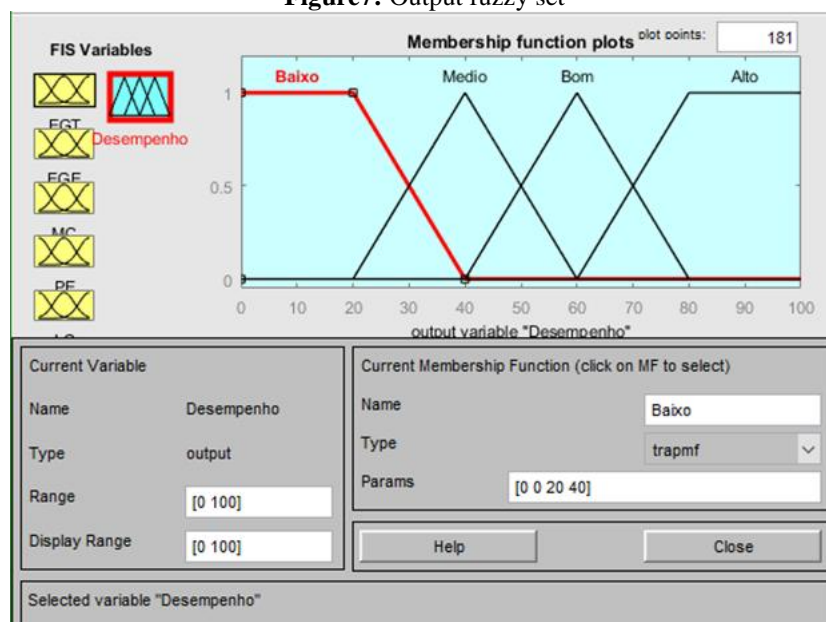 Figure7: Output fuzzy set
FIS Variables
EGT
Desempenho
MC
PF
Membership function plots
plot points:
181
Baixo
Medio
Bom
Alto
1
0.5
0
0 10 20 30 40 50 60 70 80 90 100
output variable "Desempenho"
Current Variable
Name Desempenho
Type output
Range [0 100]
Display Range [0 100]
Current Membership Function (click on MF to select)
Name Baixo
Type trapmf
Params [0 0 20 40]
Help Close
Selected variable "Desempenho"